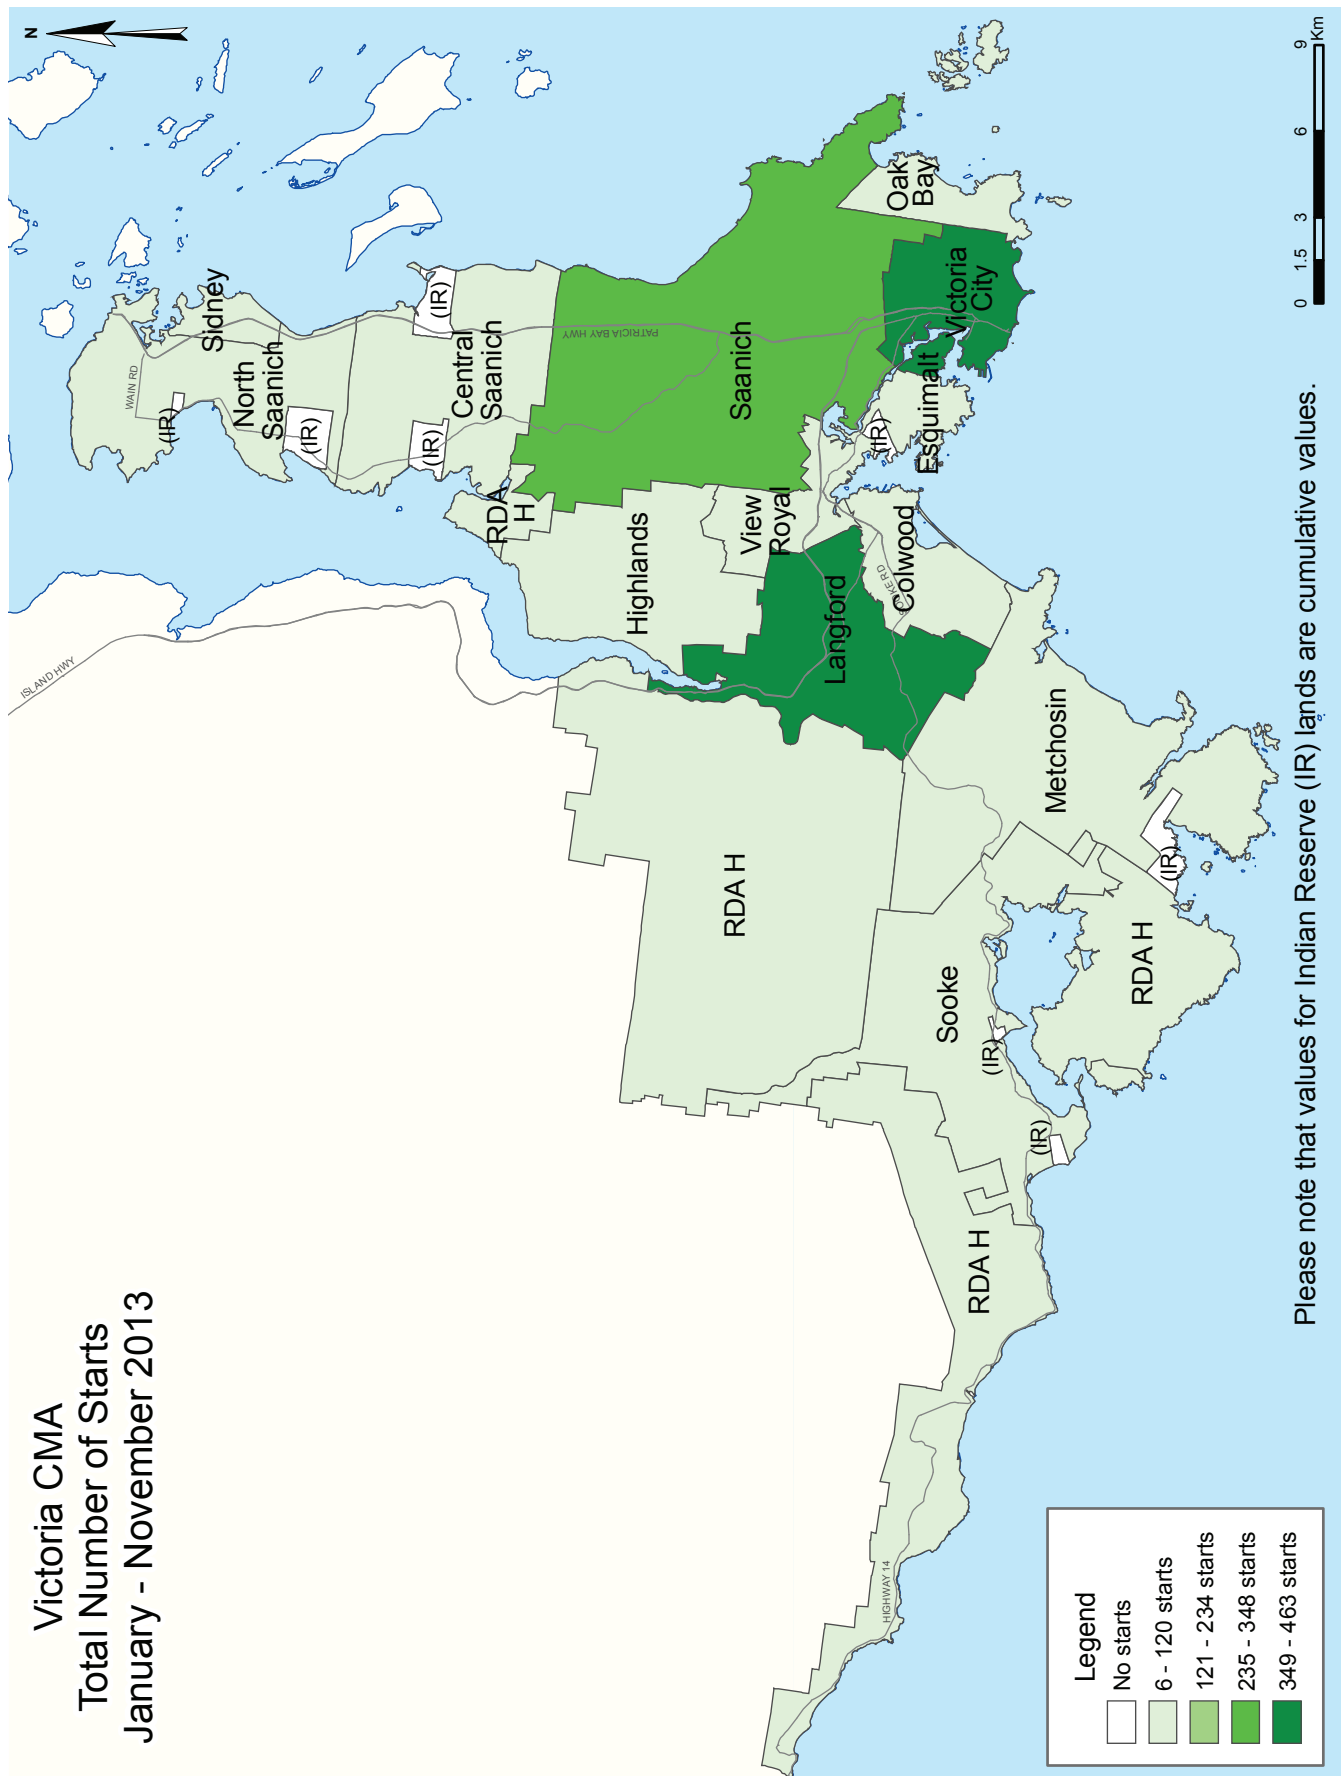 Victoria CMA
Total Number of Starts
January - November 2013
N
ISLAND HWY
WAIN RD
Sidney
(IR)
North
Saanich
(IR)
(IR)
(IR)
Central
Saanich
PATRICIA BAY HWY
RDA
H
Saanich
Highlands
View
Royal
Oak
Bay
Victoria
City
Esquimalt
(IR)
Langford
Colwood
SOOKE RD
Metchosin
RDA H
(IR)
Sooke
RDA H
(IR)
(IR)
RDA H
HIGHWAY 14
Legend
No starts
6 - 120 starts
121 - 234 starts
235 - 348 starts
349 - 463 starts
0 1.5 3 6 9
Km
Please note that values for Indian Reserve (IR) lands are cumulative values.